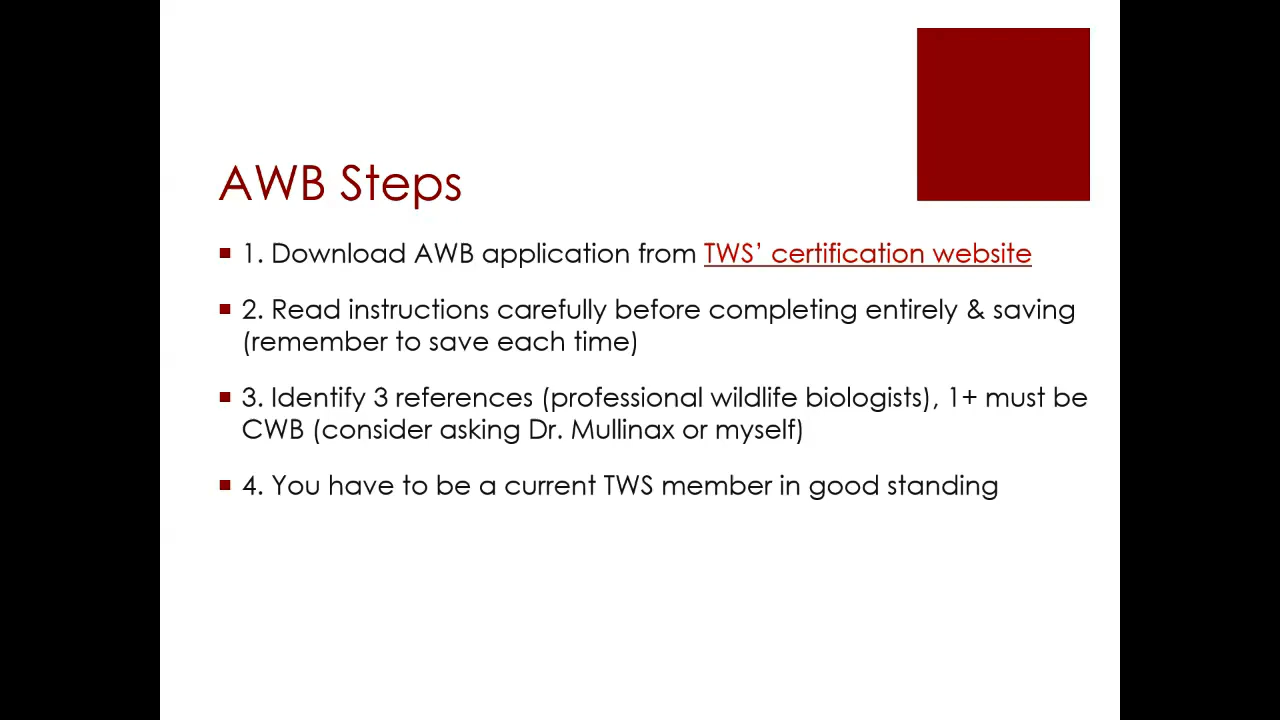 AWB Steps
1. Download AWB application from TWS’ certification website
2. Read instructions carefully before completing entirely & saving
(remember to save each time)
3. Identify 3 references (professional wildlife biologists), 1+ must be
CWB (consider asking Dr. Mullinax or myself)
4. You have to be a current TWS member in good standing